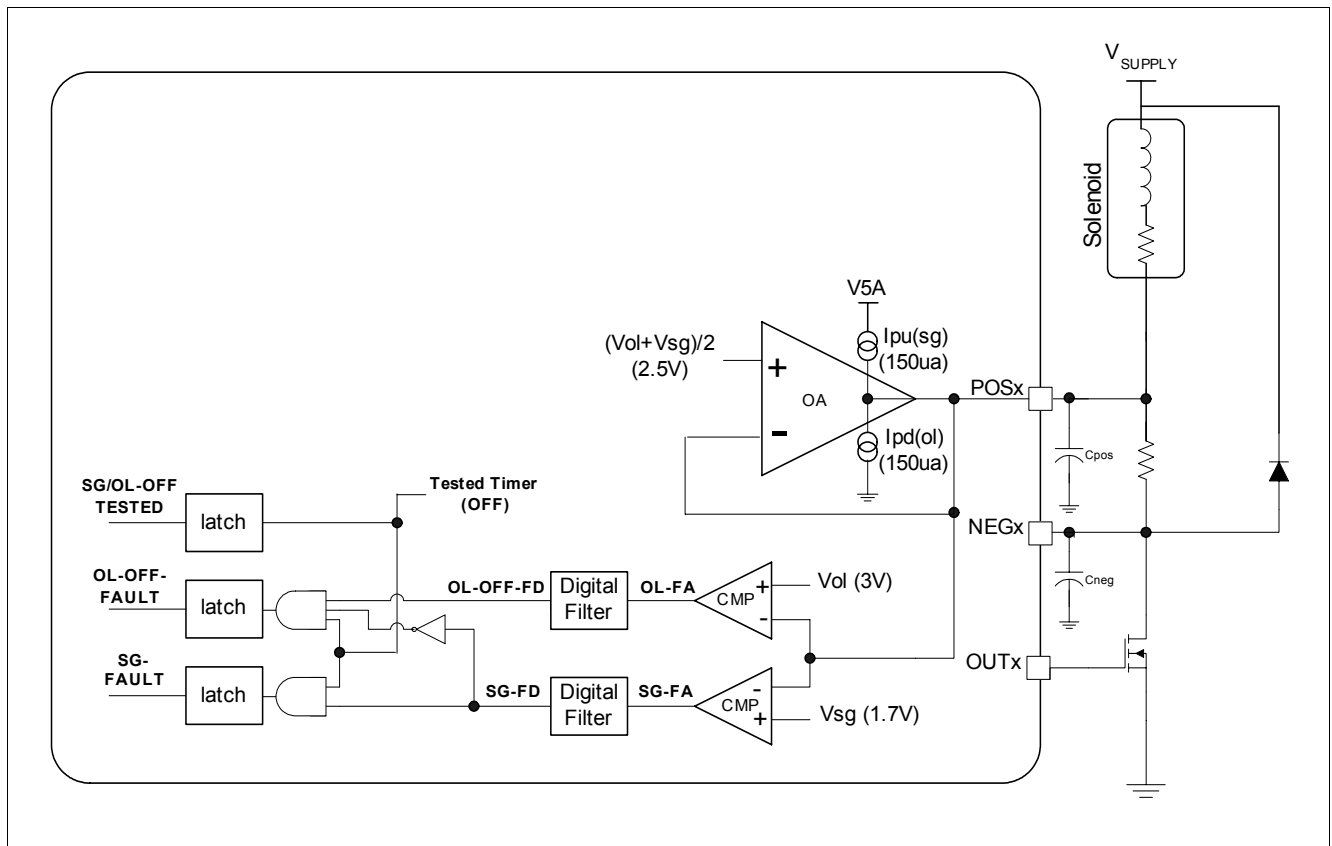 V SUPPLY
Solenoid
V5A
(Vol+Vsg)/2
(2.5V)
+
-
OA
Ipu(sg)
(150ua)
Ipd(ol)
(150ua)
POSx
Cpos
NEGx
Cneg
OUTx
SG/OL-OFF
TESTED
latch
Tested Timer
(OFF)
OL-OFF-
FAULT
latch
OL-OFF-FD
Digital
Filter
OL-FA
CMP
+
-
Vol (3V)
SG-
FAULT
latch
SG-FD
Digital
Filter
SG-FA
CMP
-
+
Vsg (1.7V)